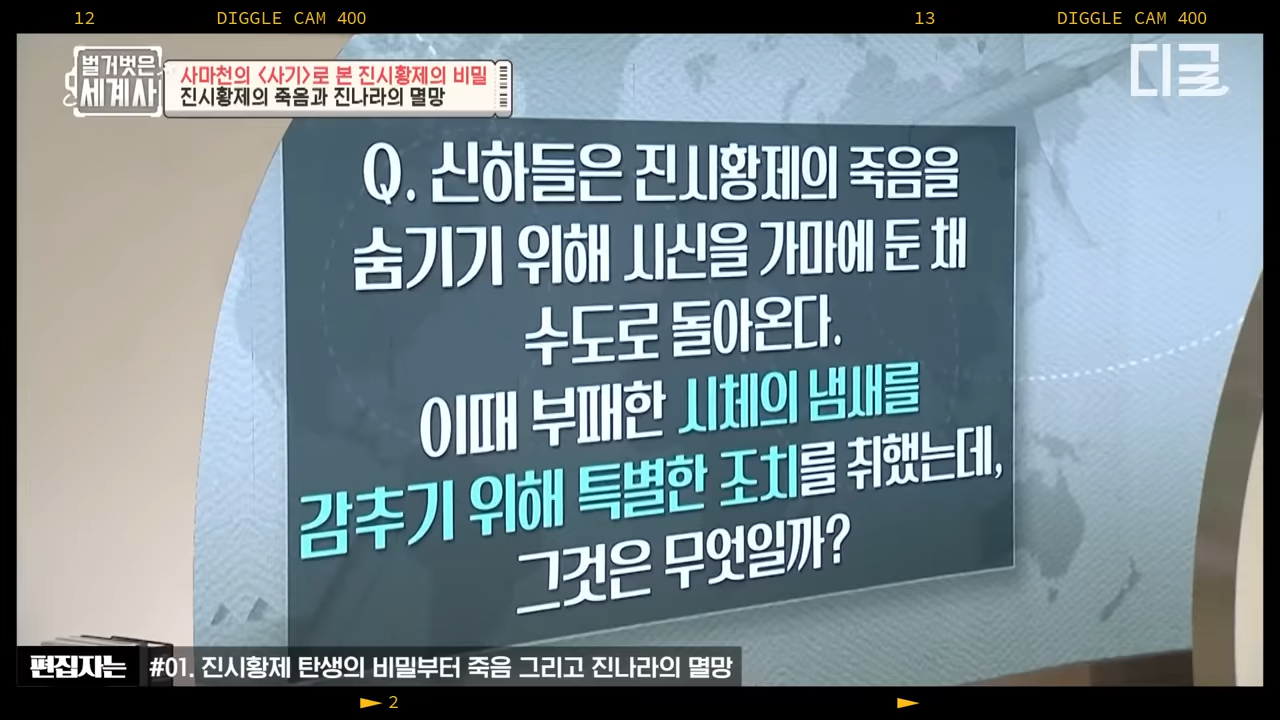 12 DIGGLE CAM 400 13 DIGGLE CAM 400
벌거벗은
세계사
사마천의 <사기>로 본 진시황제의 비밀
진시황제의 죽음과 진나라의 멸망
디글
Q. 신하들은 진시황제의 죽음을
숨기기 위해 시신을 가마에 둔 채
수도로 돌아온다.
이때 부패한 시체의 냄새를
감추기 위해 특별한 조치를 취했는데,
그것은 무엇일까?
편집자는 #01. 진시황제 탄생의 비밀부터 죽음 그리고 진나라의 멸망
2